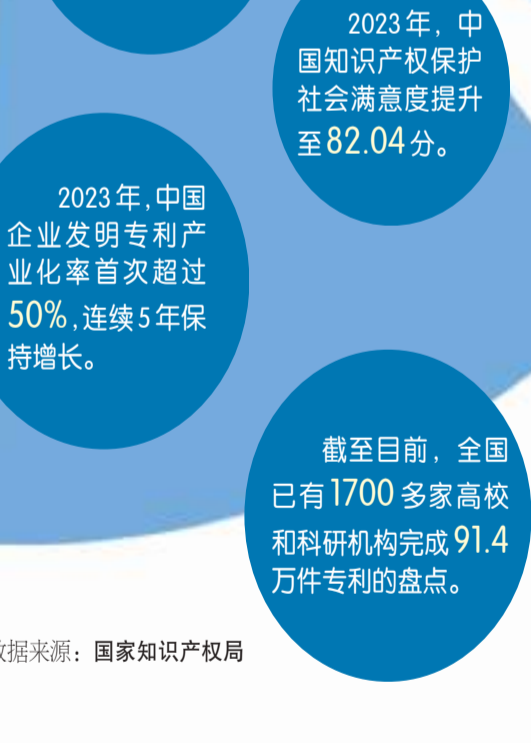 2023年，中
国知识产权保护
社会满意度提升
至82.04分。
2023年,中国
企业发明专利产
业化率首次超过
50%,连续5年保
持增长。
截至目前，全国
已有1700多家高校
和科研机构完成91.4
万件专利的盘点。
据来源：国家知识产权局